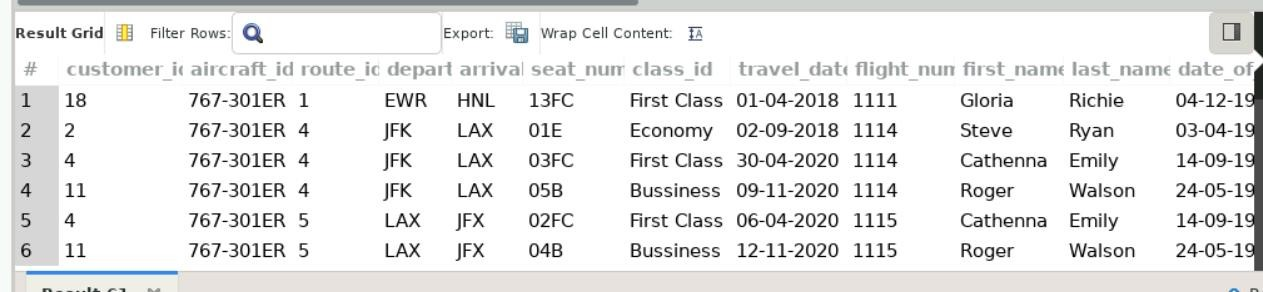 Result Grid Filter Rows: Export: Wrap Cell Content:
# customer_id aircraft_id route_id depart arrival seat_num class_id travel_date flight_num first_name last_name date_of_
1 18 767-301ER 1 EWR HNL 13FC First Class 01-04-2018 1111 Gloria Richie 04-12-19
2 2 767-301ER 4 JFK LAX 01E Economy 02-09-2018 1114 Steve Ryan 03-04-19
3 4 767-301ER 4 JFK LAX 03FC First Class 30-04-2020 1114 Cathenna Emily 14-09-19
4 11 767-301ER 4 JFK LAX 05B Bussiness 09-11-2020 1114 Roger Walson 24-05-19
5 4 767-301ER 5 LAX JFX 02FC First Class 06-04-2020 1115 Cathenna Emily 14-09-19
6 11 767-301ER 5 LAX JFX 04B Bussiness 12-11-2020 1115 Roger Walson 24-05-19